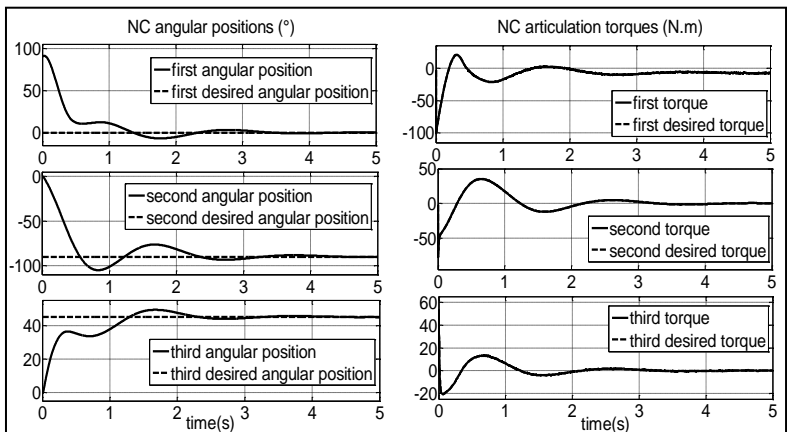 NC angular positions (°)
100
0
first angular position
first desired angular position
0 1 2 3 4 5
0
-50
-100
second angular position
second desired angular position
0 1 2 3 4 5
40
20
0
third angular position
third desired angular position
0 1 2 3 4 5
time(s)
NC articulation torques (N.m)
0
-50
-100
first torque
first desired torque
0 1 2 3 4 5
50
0
-50
second torque
second desired torque
0 1 2 3 4 5
60
40
20
0
-20
third torque
third desired torque
0 1 2 3 4 5
time(s)